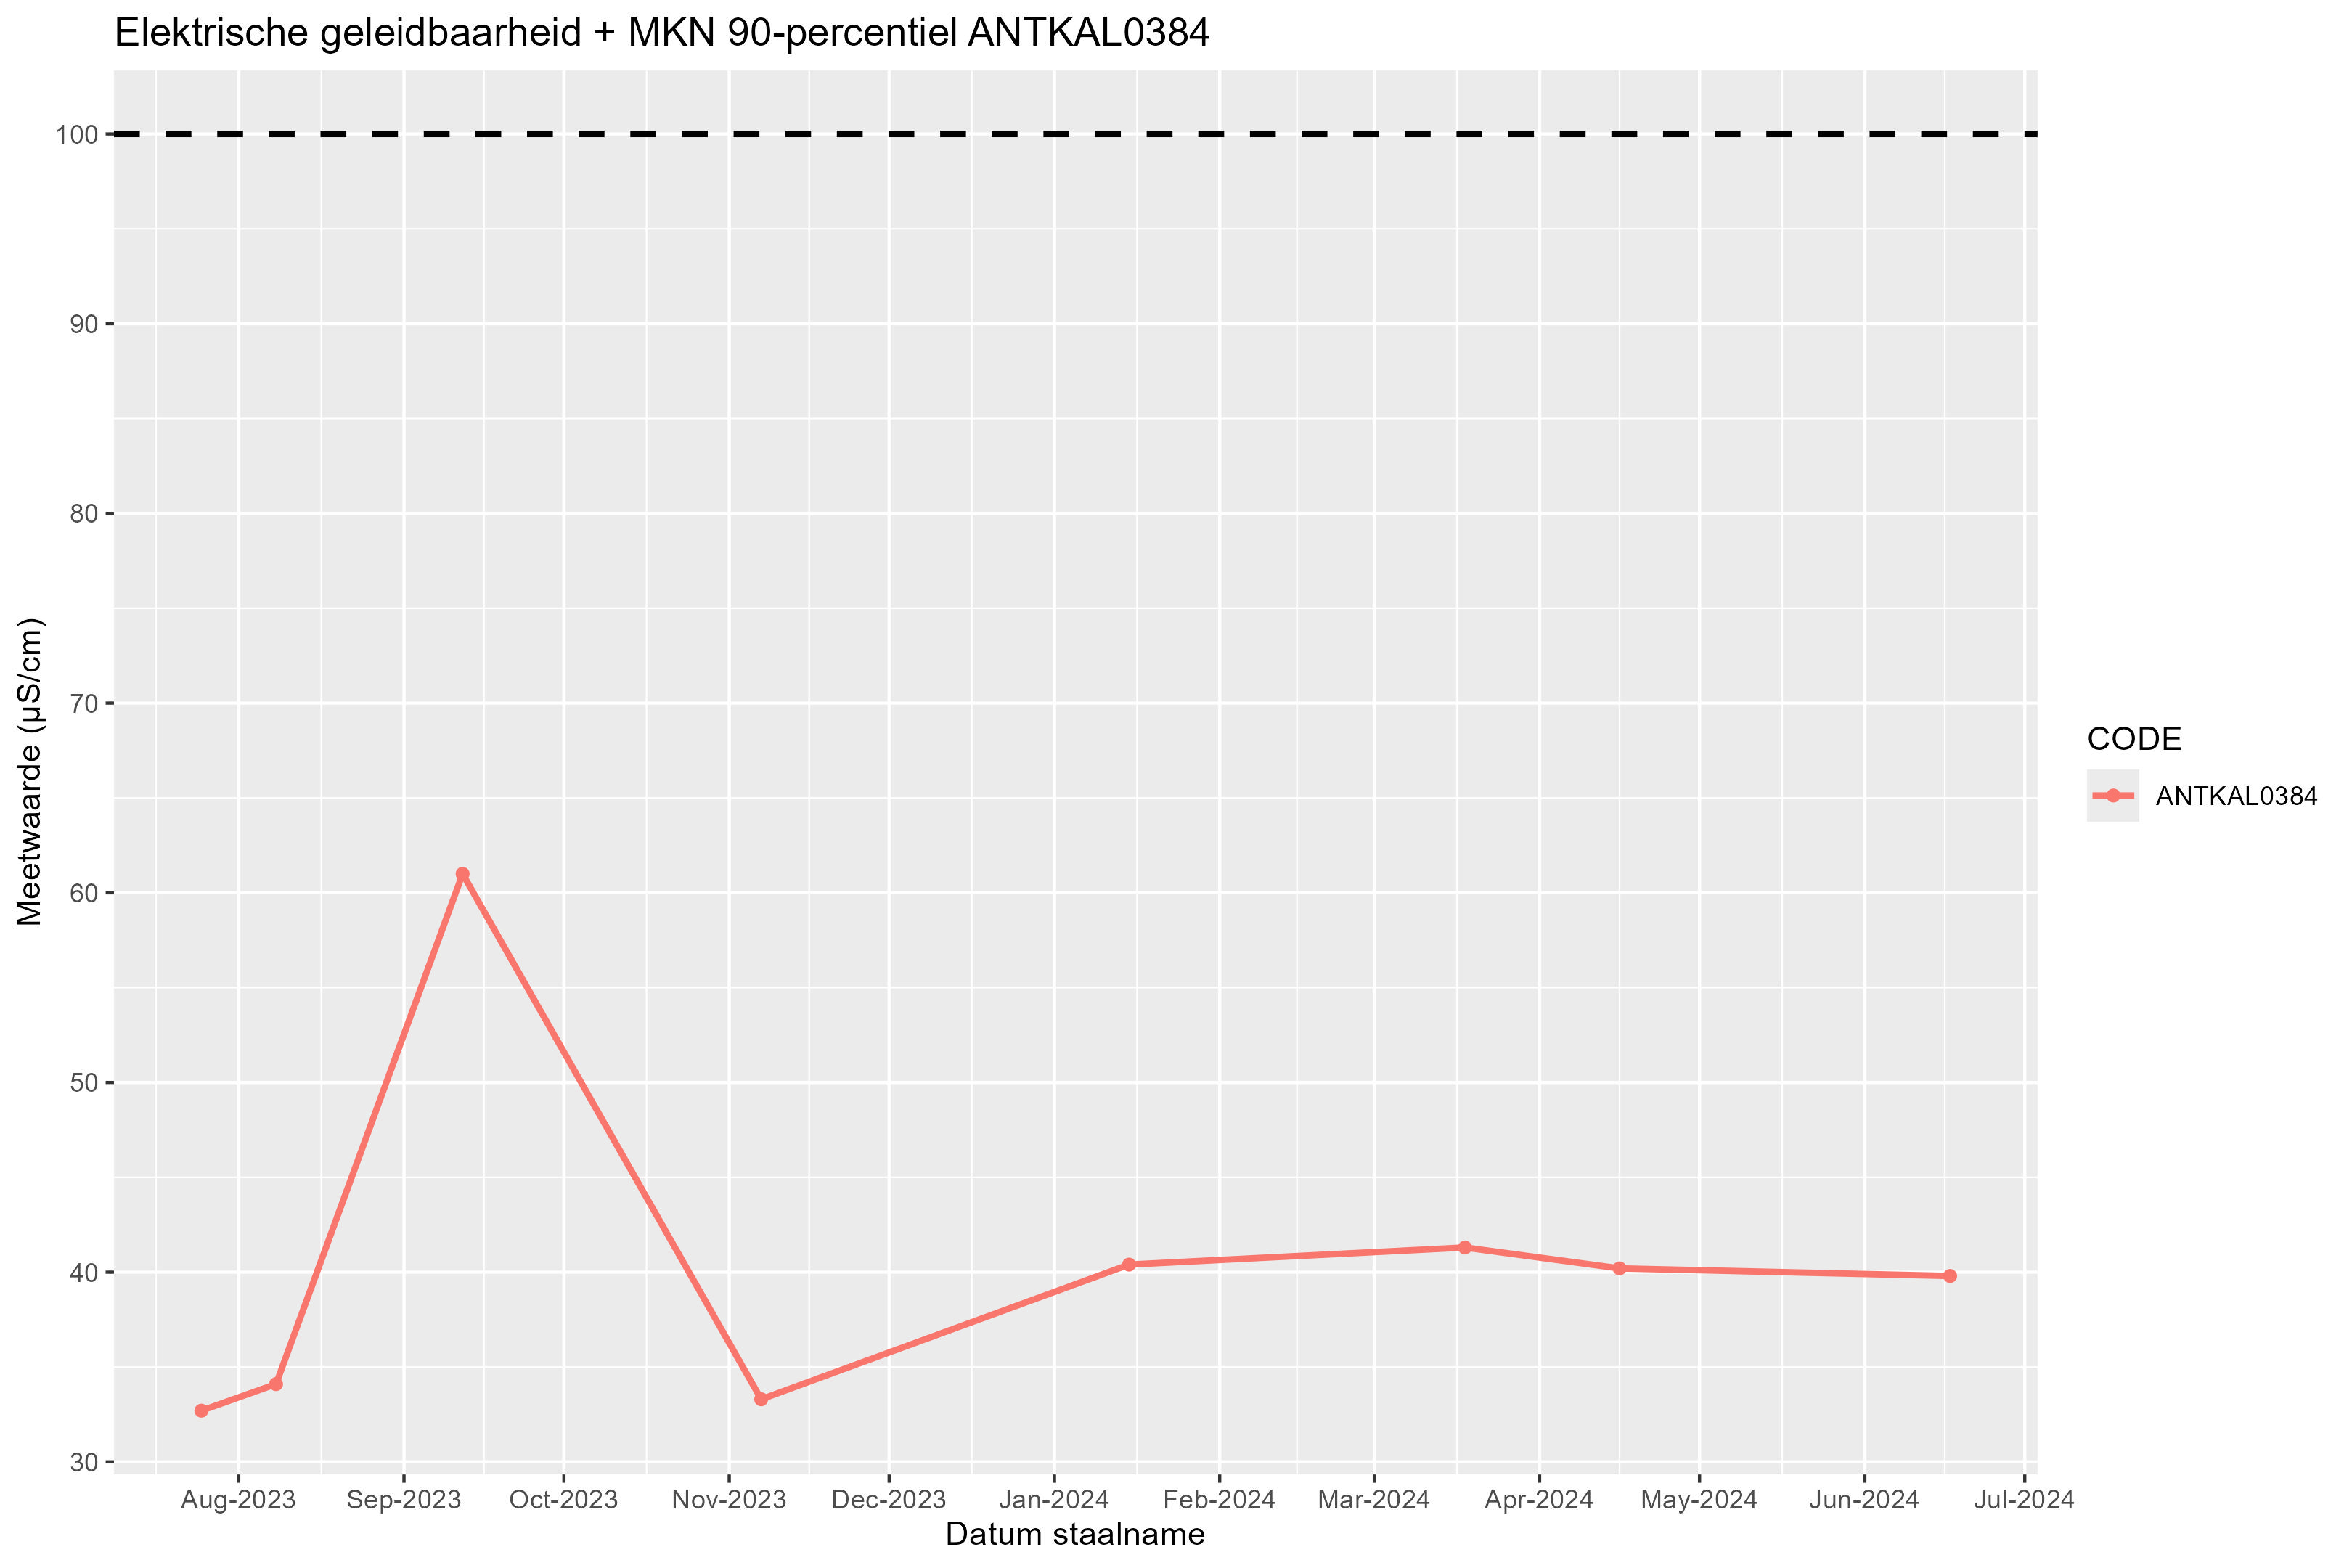 Elektrische geleidbaarheid + MKN 90-percentiel ANTKAL0384
Meetwaarde (µS/cm)
100
90
80
70
60
50
40
30
Aug-2023 Sep-2023 Oct-2023 Nov-2023 Dec-2023 Jan-2024 Feb-2024 Mar-2024 Apr-2024 May-2024 Jun-2024 Jul-2024
Datum staalname
CODE
ANTKAL0384